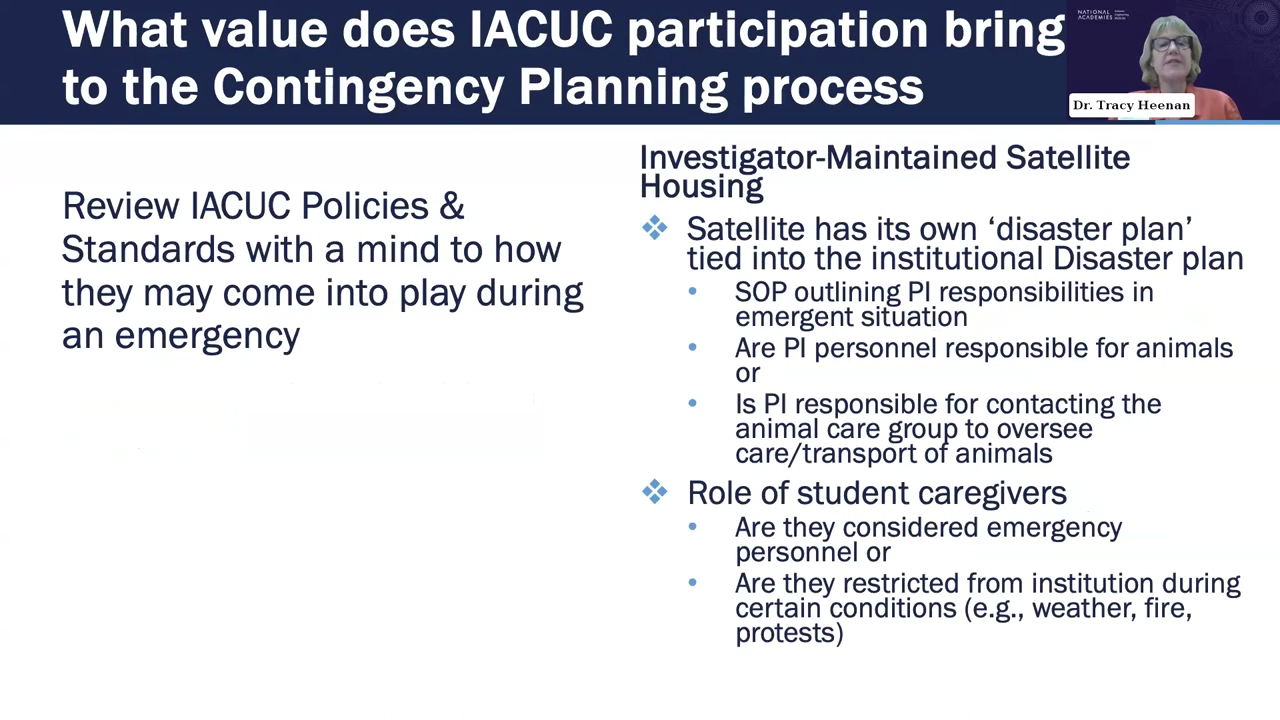 What value does IACUC participation bring
to the Contingency Planning process
NATIONAL
ACADEMIES
Dr. Tracy Heenan
Review IACUC Policies &
Standards with a mind to how
they may come into play during
an emergency
Investigator-Maintained Satellite
Housing
❖ Satellite has its own ‘disaster plan’
tied into the institutional Disaster plan
• SOP outlining PI responsibilities in
emergent situation
• Are PI personnel responsible for animals
or
• Is PI responsible for contacting the
animal care group to oversee
care/transport of animals
❖ Role of student caregivers
• Are they considered emergency
personnel or
• Are they restricted from institution during
certain conditions (e.g., weather, fire,
protests)